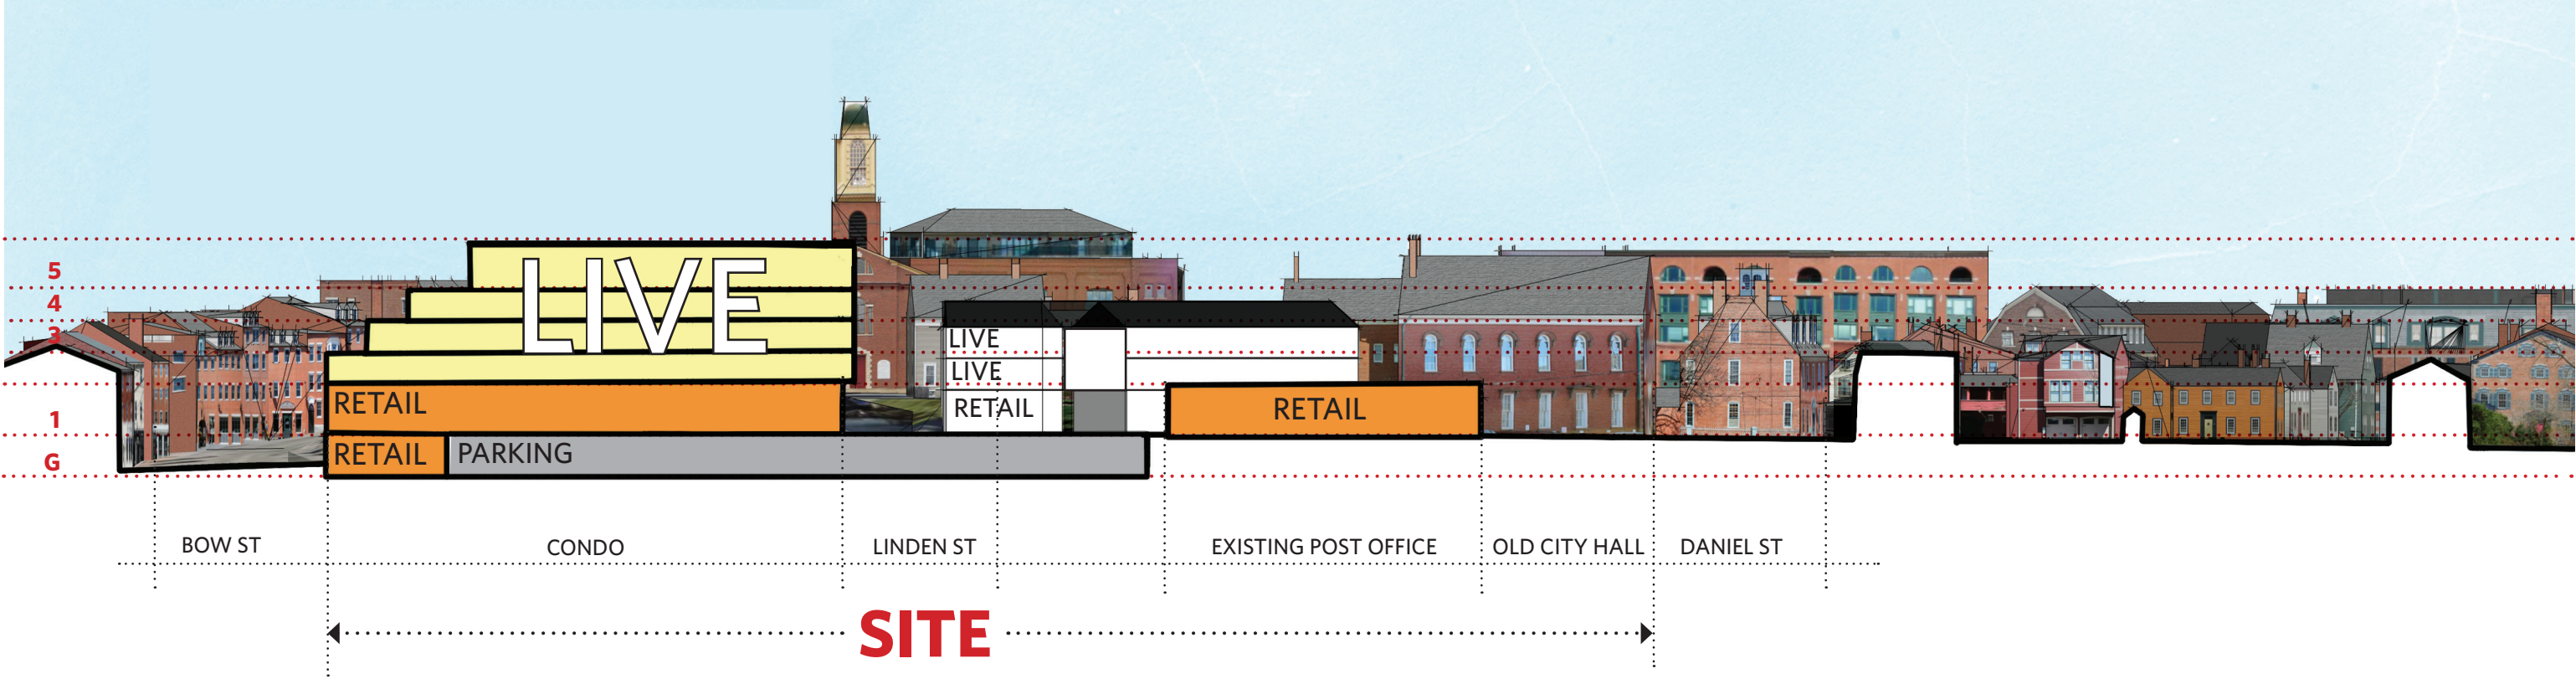 5
4
3
1
G
LIVE
LIVE
LIVE
RETAIL
RETAIL
RETAIL
RETAIL
PARKING
BOW ST
CONDO
LINDEN ST
EXISTING POST OFFICE
OLD CITY HALL
DANIEL ST
SITE